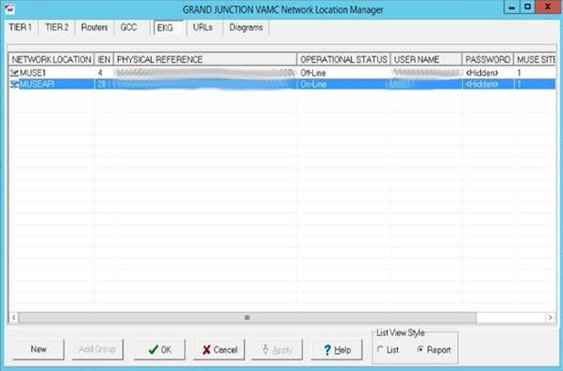 GRAND JUNCTION VAMC Network Location Manager
TIER 1 TIER 2 Routers GCC EKG URLs Diagrams
NETWORK LOCATION IEN PHYSICAL REFERENCE OPERATIONAL STATUS USER NAME PASSWORD MUSE SITE
MUSE1 4 Off-Line <Hidden> 1
MUSEAPI 28 On-Line <Hidden> 1
New Add Group OK Cancel Apply ? Help
List View Style
List Report